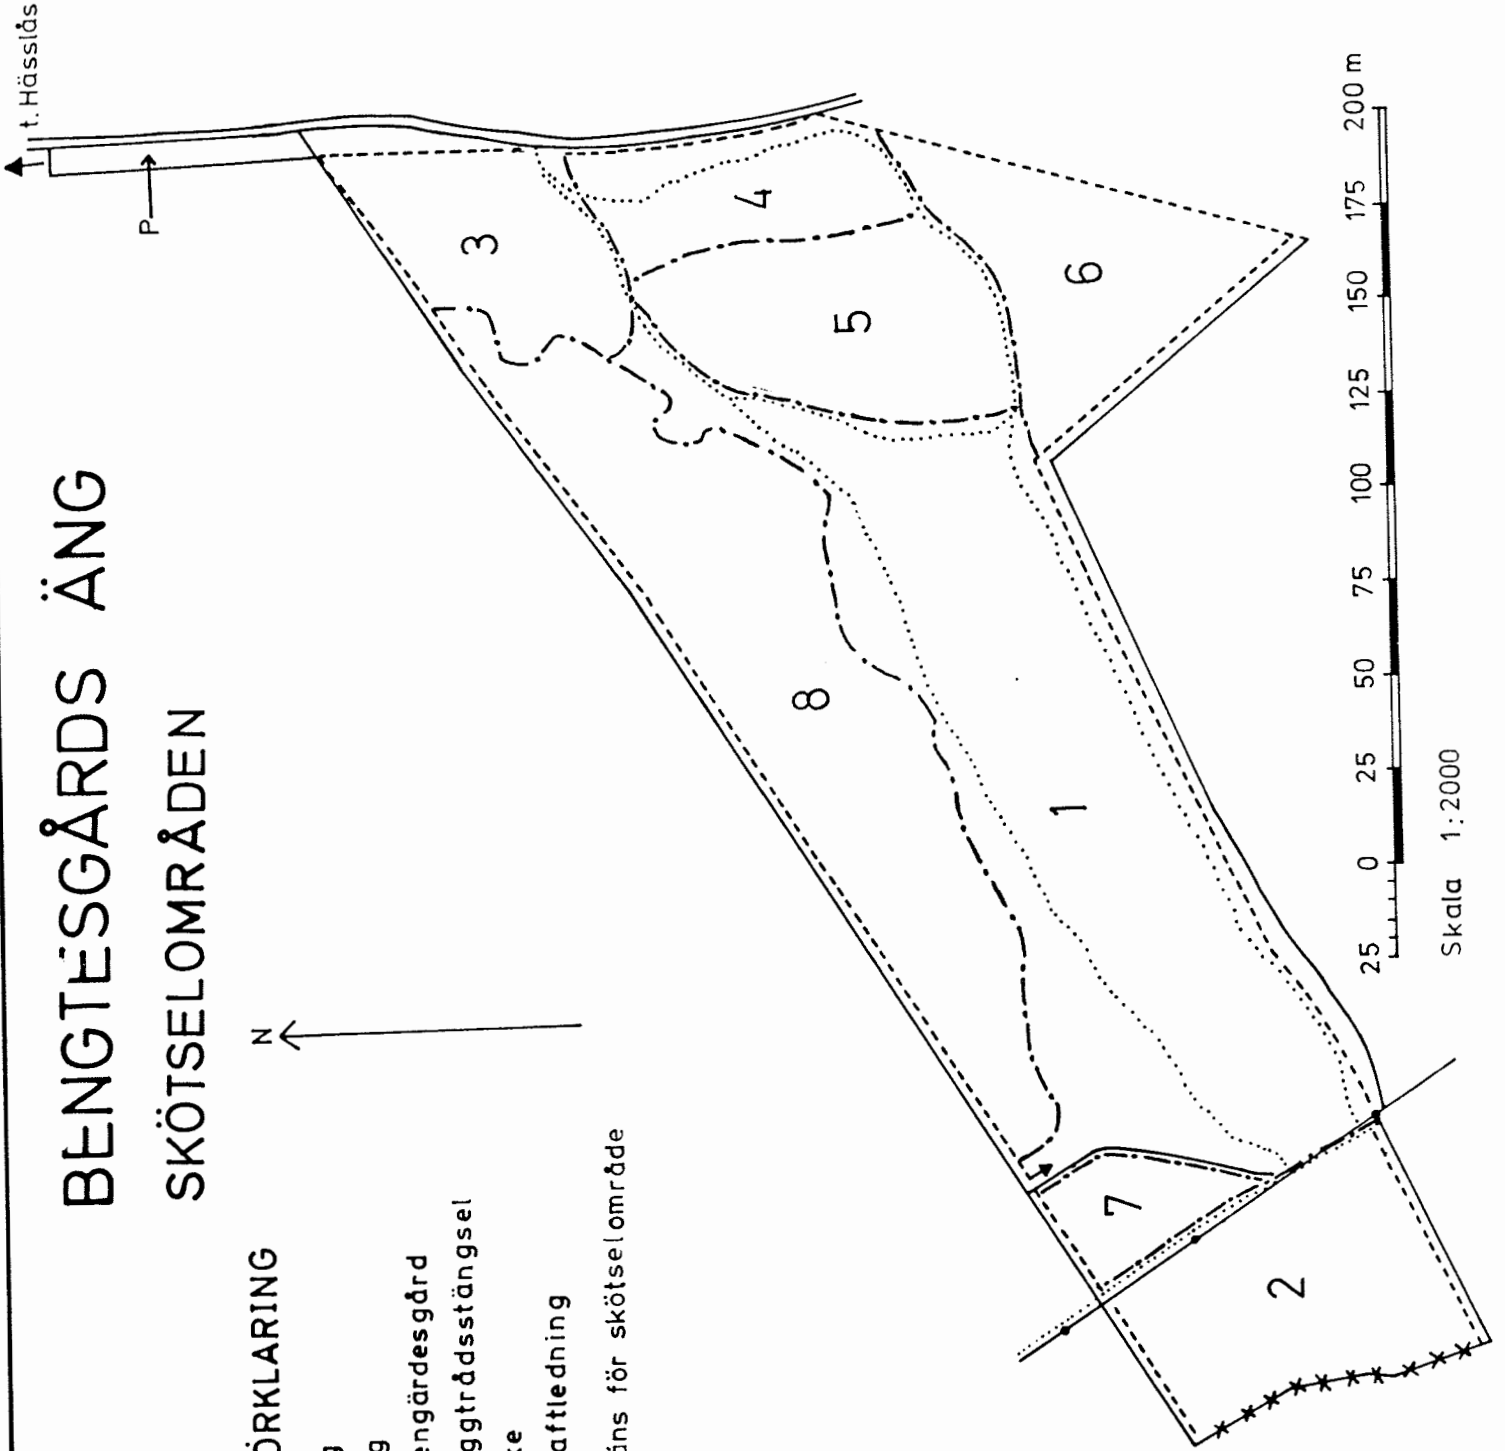 BENGTESGÅRDS ÄNG
SKÖTSELOMRÅDEN
t. Hässlås
P
N
ÖRKLARING
g
g
engärdesgård
ggtrådsstängsel
ke
aftledning
äns för skötselområde
3
4
5
6
8
1
7
2
25 0 25 50 75 100 125 150 175 200 m
Skala 1:2000